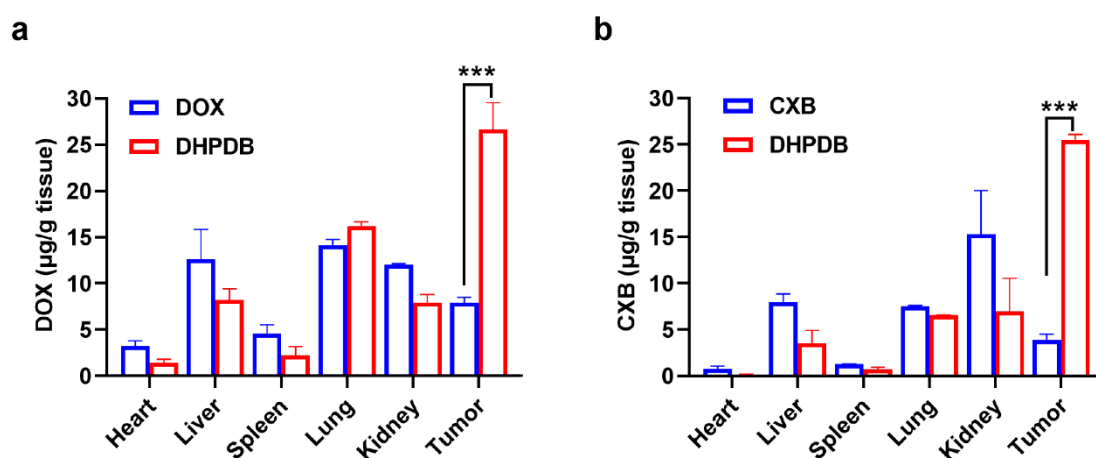 a
DOX (μg/g tissue)
30
25
20
15
10
5
0
DOX
DHPDB
***
Heart
Liver
Spleen
Lung
Kidney
Tumor
b
CXB (μg/g tissue)
30
25
20
15
10
5
0
CXB
DHPDB
***
Heart
Liver
Spleen
Lung
Kidney
Tumor